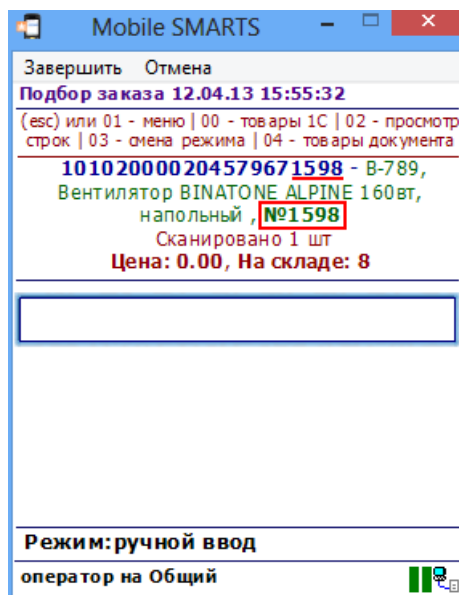 Mobile SMARTS
Завершить Отмена
Подбор заказа 12.04.13 15:55:32
(esc) или 01 - меню | 00 - товары 1С | 02 - просмотр
строк | 03 - смена режима | 04 - товары документа
101020000204579671598 - В-789,
Вентилятор BINATONE ALPINE 160вт,
напольный , №1598
Сканировано 1 шт
Цена: 0.00, На складе: 8
Режим:ручной ввод
оператор на Общий